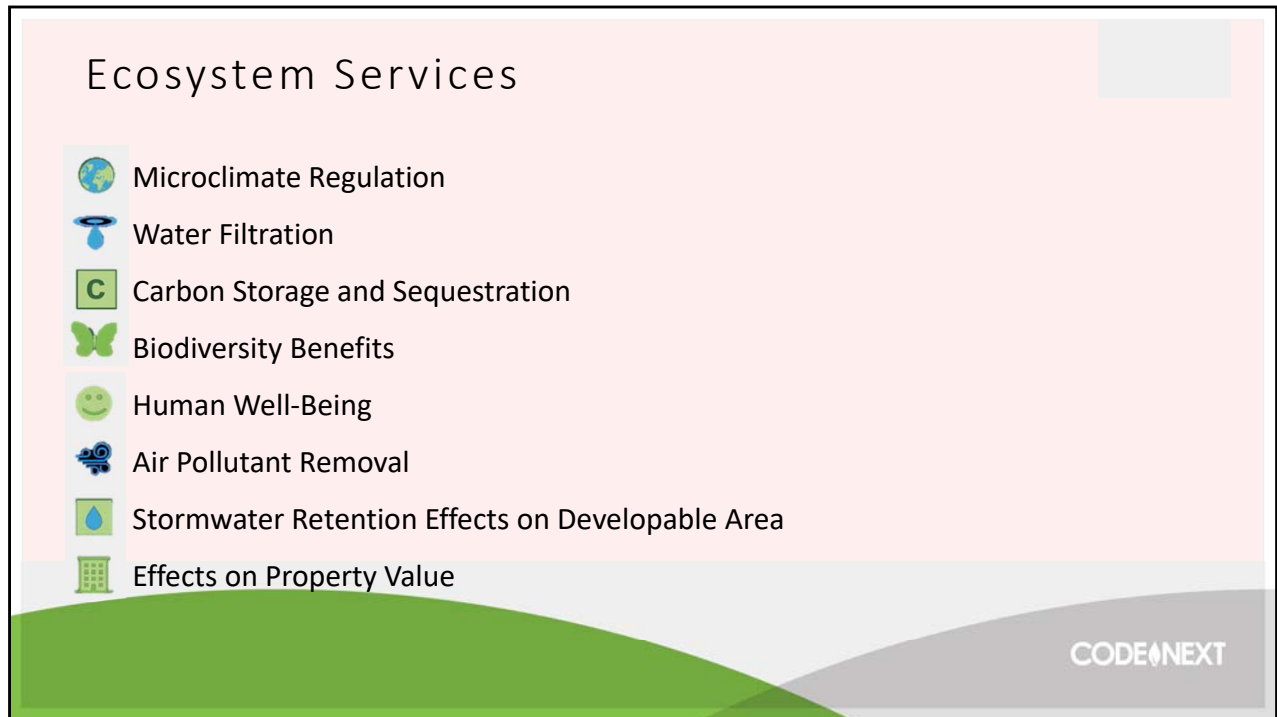 Ecosystem Services
Microclimate Regulation
Water Filtration
C
Carbon Storage and Sequestration
Biodiversity Benefits
Human Well-Being
Air Pollutant Removal
Stormwater Retention Effects on Developable Area
Effects on Property Value
CODENEXT